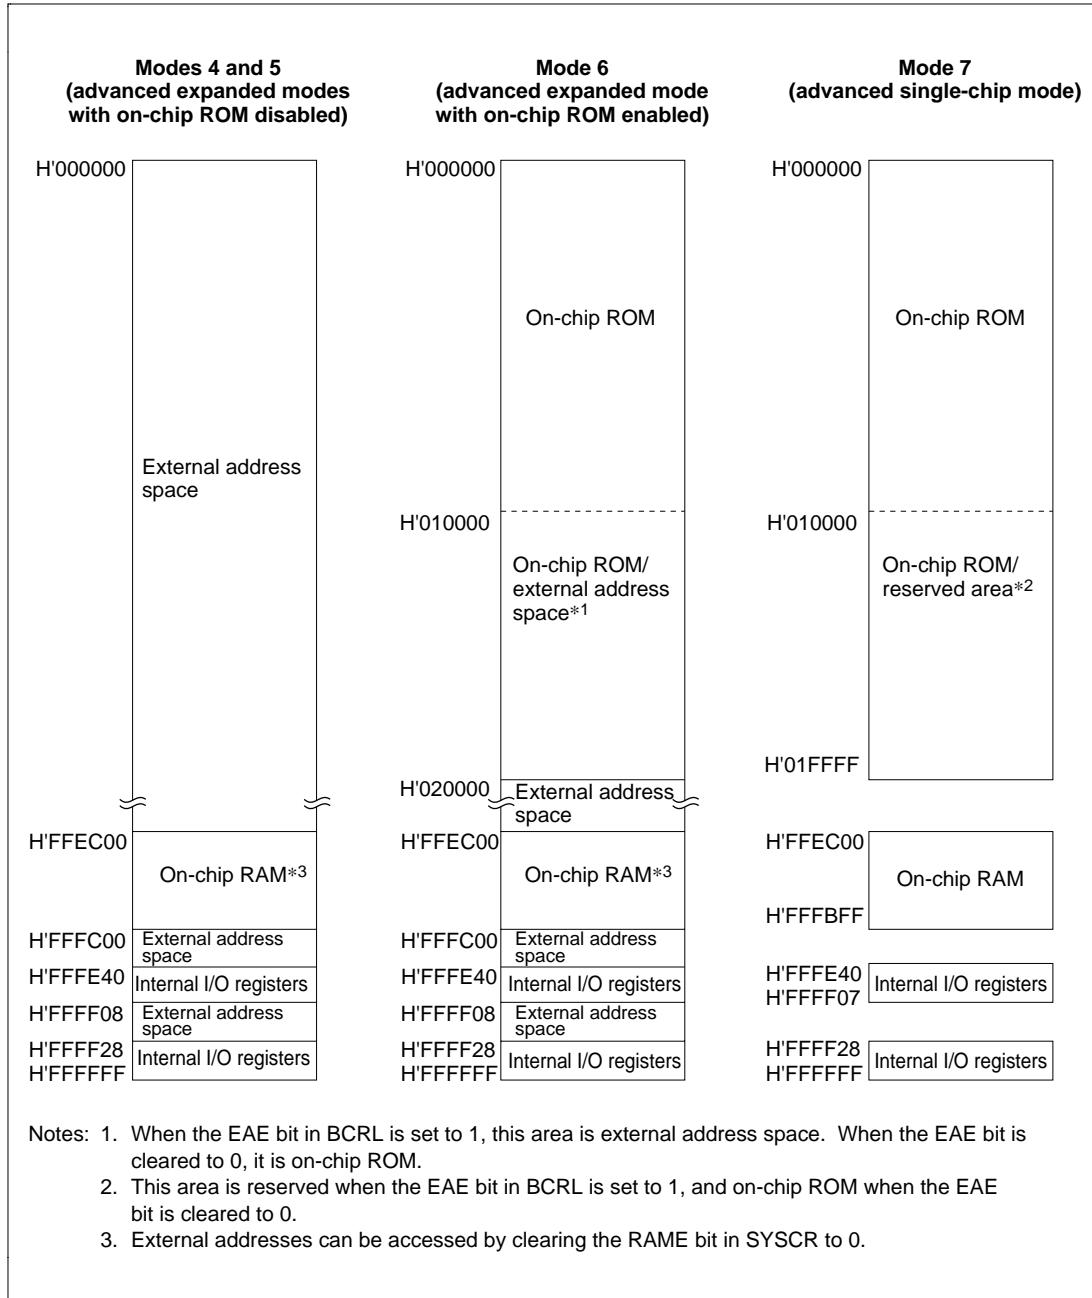 Modes 4 and 5
(advanced expanded modes
with on-chip ROM disabled)
H'000000
External address
space
H'FFEC00
On-chip RAM*3
H'FFFC00
External address
space
H'FFFE40
Internal I/O registers
H'FFFF08
External address
space
H'FFFF28
Internal I/O registers
H'FFFFFF
Mode 6
(advanced expanded mode
with on-chip ROM enabled)
H'000000
On-chip ROM
H'010000
On-chip ROM/
external address
space*1
H'020000
External address
space
H'FFEC00
On-chip RAM*3
H'FFFC00
External address
space
H'FFFE40
Internal I/O registers
H'FFFF08
External address
space
H'FFFF28
Internal I/O registers
H'FFFFFF
Mode 7
(advanced single-chip mode)
H'000000
On-chip ROM
H'010000
On-chip ROM/
reserved area*2
H'01FFFF
H'FFEC00
On-chip RAM
H'FFFBFF
H'FFFE40
Internal I/O registers
H'FFFF07
H'FFFF28
Internal I/O registers
H'FFFFFF
Notes: 1. When the EAE bit in BCRL is set to 1, this area is external address space. When the EAE bit is
cleared to 0, it is on-chip ROM.
2. This area is reserved when the EAE bit in BCRL is set to 1, and on-chip ROM when the EAE
bit is cleared to 0.
3. External addresses can be accessed by clearing the RAME bit in SYSCR to 0.